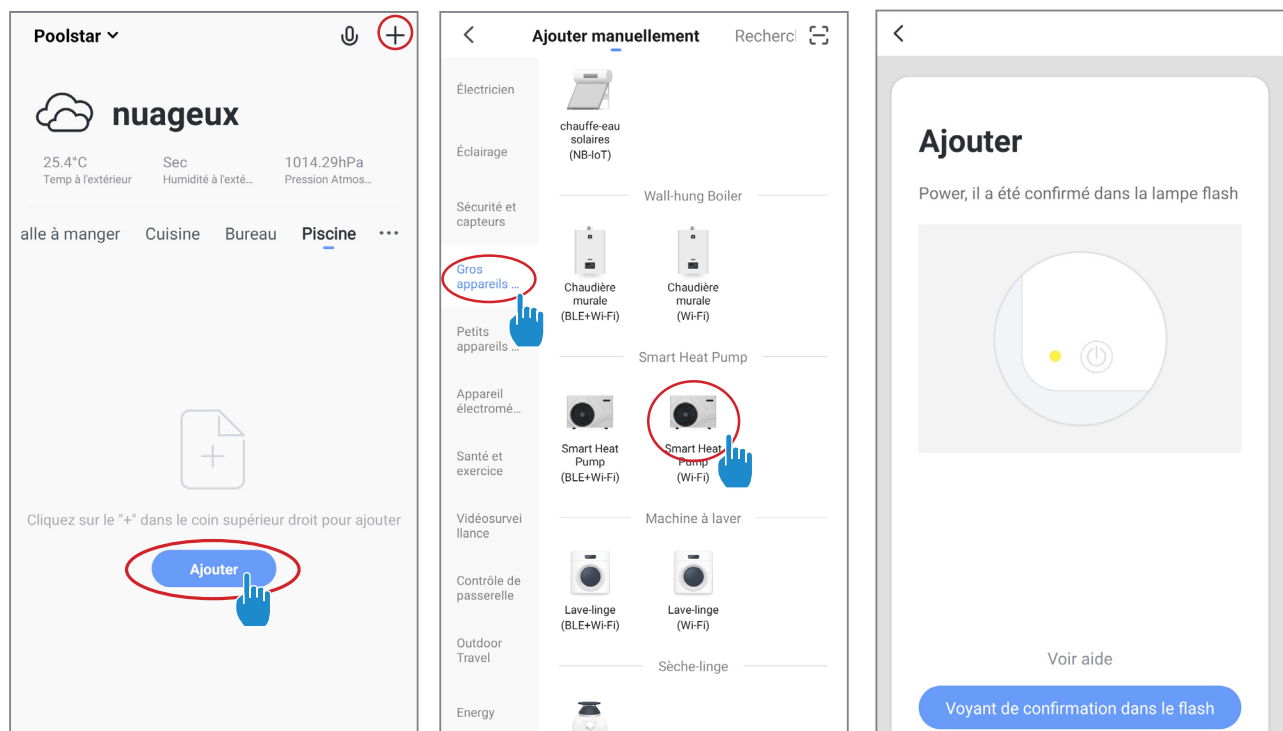 Poolstar
nuageux
25.4°C
Sec
1014.29hPa
Temp à l'extérieur
Humidité à l'exté...
Pression Atmos...
alle à manger
Cuisine
Bureau
Piscine
Cliquez sur le "+" dans le coin supérieur droit pour ajouter
Ajouter
Ajouter manuellement
Recherc
Électricien
Éclairage
Sécurité et
capteurs
Gros
appareils ...
Petits
appareils ...
Appareil
électromé...
Santé et
exercice
Vidéosurvei
llance
Contrôle de
passerelle
Outdoor
Travel
Energy
chauffe-eau
solaires
(NB-IoT)
Wall-hung Boiler
Chaudière
murale
(BLE+Wi-Fi)
Chaudière
murale
(Wi-Fi)
Smart Heat Pump
Smart Heat
Pump
(BLE+Wi-Fi)
Smart Heat
Pump
(Wi-Fi)
Machine à laver
Lave-linge
(BLE+Wi-Fi)
Lave-linge
(Wi-Fi)
Sèche-linge
Ajouter
Power, il a été confirmé dans la lampe flash
Voir aide
Voyant de confirmation dans le flash